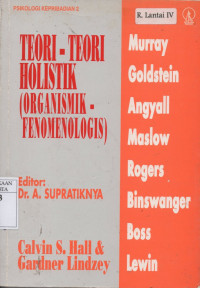 PSIKOLOGI KEPRIBADIAN 2
K. Lantai IV
TEORI - TEORI
HOLISTIK
(ORGANISMIK -
FENOMENOLOGIS)
Editor:
Dr. A. SUPRATIKNYA
Calvin S. Hall &
Gardner Lindzey
Murray
Goldstein
Angyall
Maslow
Rogers
Binswanger
Boss
Lewin